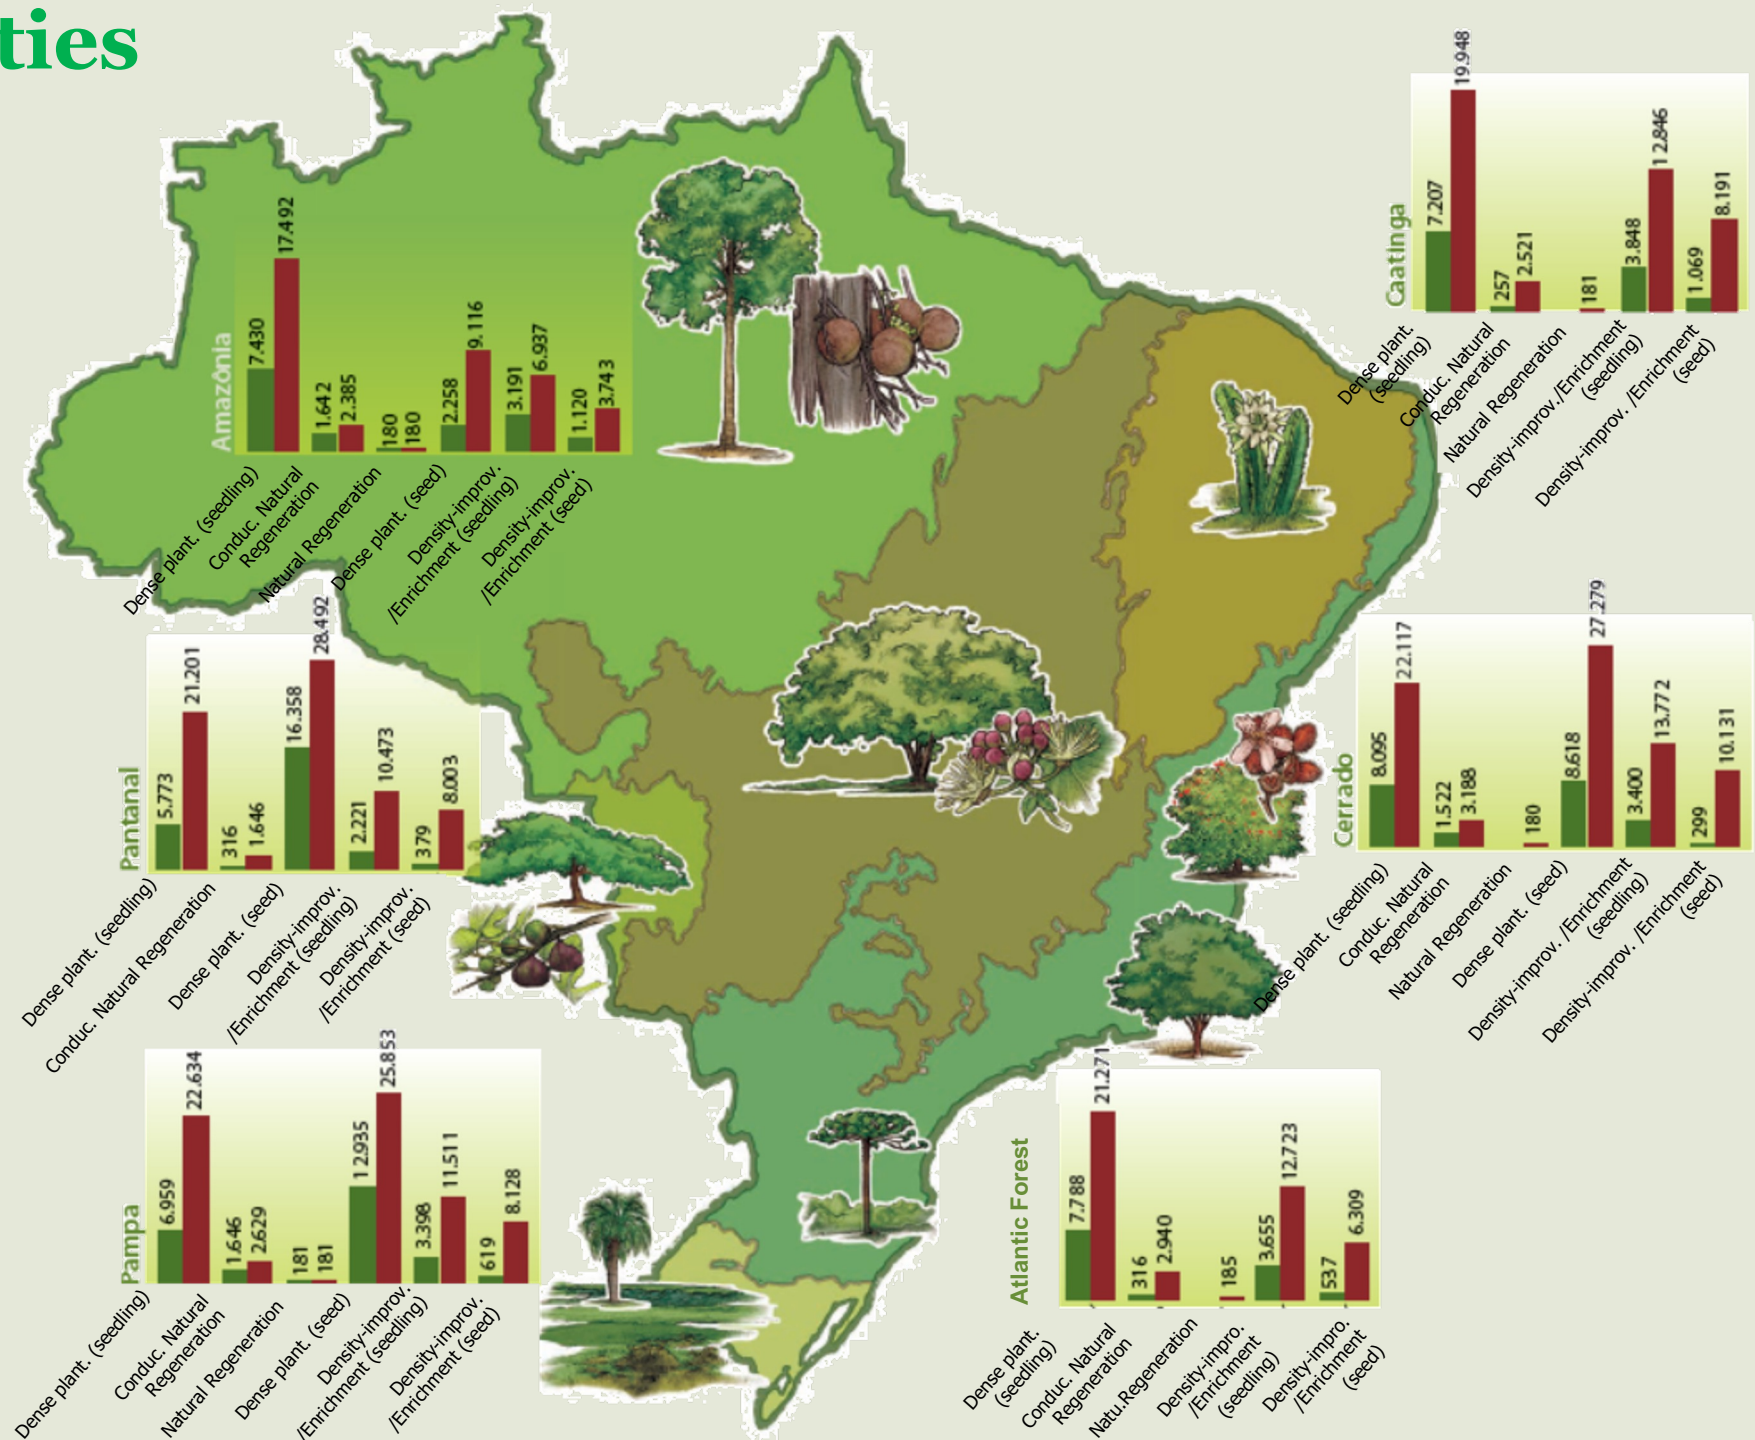 ties
Amazônia
7.430
17.492
1.642
2.385
180
180
2.258
9.116
3.191
6.937
1.120
3.743
Dense plant. (seedling)
Conduc. Natural
Regeneration
Natural Regeneration
Dense plant. (seed)
Density-improv.
/Enrichment (seedling)
Density-improv.
/Enrichment (seed)
Caatinga
7.207
19.948
257
2.521
181
3.848
12.846
1.069
8.191
Dense plant.
(seedling)
Conduc. Natural
Regeneration
Natural Regeneration
Density-improv. /Enrichment
(seedling)
Density-improv. /Enrichment
(seed)
Pantanal
5.773
21.201
316
1.646
16.358
28.492
2.221
10.473
379
8.003
Dense plant. (seedling)
Conduc. Natural Regeneration
Dense plant. (seed)
Density-improv.
/Enrichment (seedling)
Density-improv.
/Enrichment (seed)
Cerrado
8.095
22.117
1.522
3.188
180
8.618
27.279
3.400
13.772
299
10.131
Dense plant. (seedling)
Conduc. Natural
Regeneration
Natural Regeneration
Dense plant. (seed)
Density-improv. /Enrichment
(seedling)
Density-improv. /Enrichment
(seed)
Pampa
6.959
22.634
1.646
2.629
181
181
12.935
25.853
3.398
11.511
619
8.128
Dense plant. (seedling)
Conduc. Natural
Regeneration
Natural Regeneration
Dense plant. (seed)
Density-improv.
/Enrichment (seedling)
Density-improv.
/Enrichment (seed)
Atlantic Forest
7.788
21.271
316
2.940
185
3.655
12.723
537
6.309
Dense plant.
(seedling)
Conduc. Natural
Regeneration
Natu.Regeneration
Density-impro.
/Enrichment
(seedling)
Density-impro.
/Enrichment
(seed)